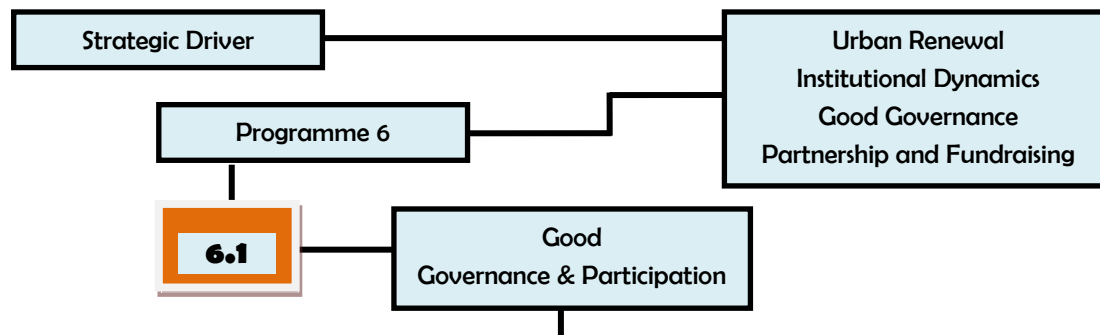 Strategic Driver
Urban Renewal
Institutional Dynamics
Good Governance
Partnership and Fundraising
Programme 6
6.1
Good
Governance & Participation